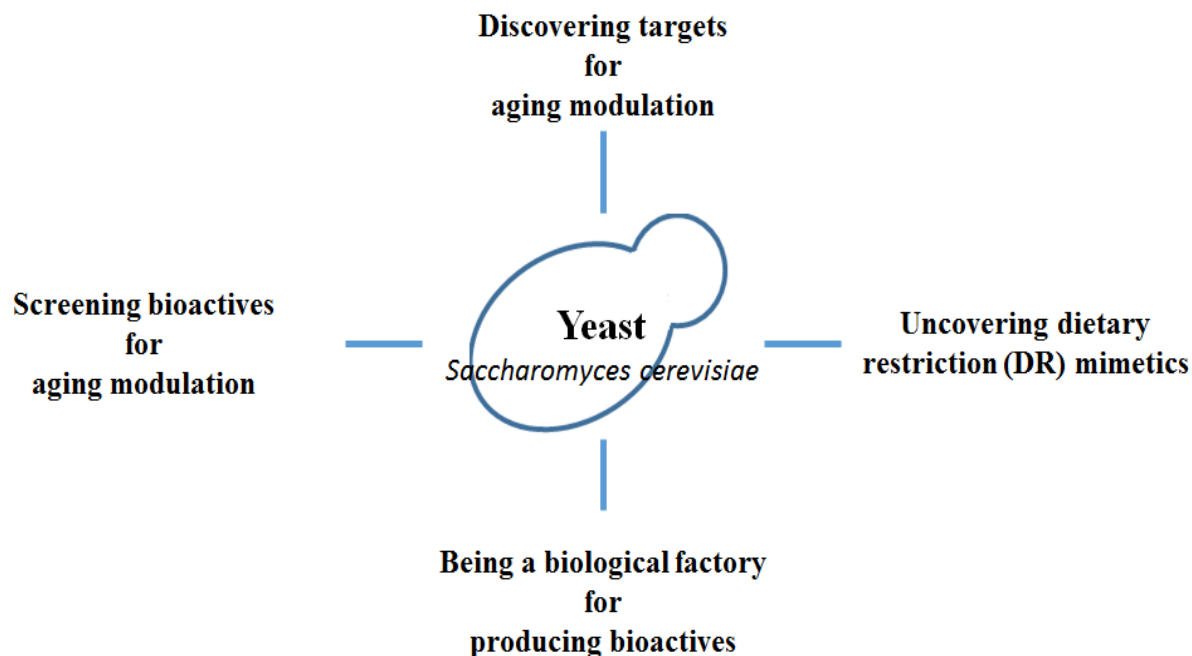 Discovering targets
for
aging modulation
Screening bioactives
for
aging modulation
Yeast
Saccharomyces cerevisiae
Uncovering dietary
restriction (DR) mimetics
Being a biological factory
for
producing bioactives